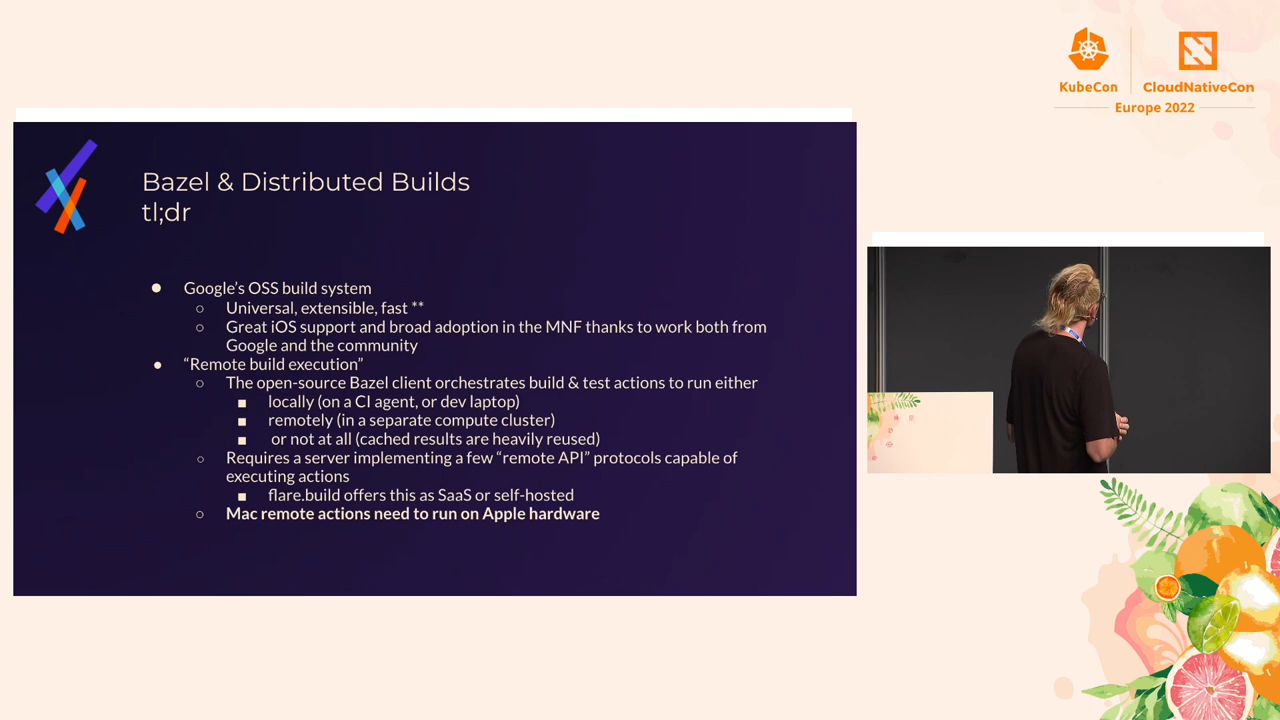 KubeCon
CloudNativeCon
Europe 2022
Bazel & Distributed Builds
tl;dr
● Google's OSS build system
○ Universal, extensible, fast **
○ Great iOS support and broad adoption in the MNF thanks to work both from
Google and the community
● “Remote build execution”
○ The open-source Bazel client orchestrates build & test actions to run either
■ locally (on a CI agent, or dev laptop)
■ remotely (in a separate compute cluster)
■ or not at all (cached results are heavily reused)
○ Requires a server implementing a few “remote API” protocols capable of
executing actions
■ flare.build offers this as SaaS or self-hosted
○ Mac remote actions need to run on Apple hardware